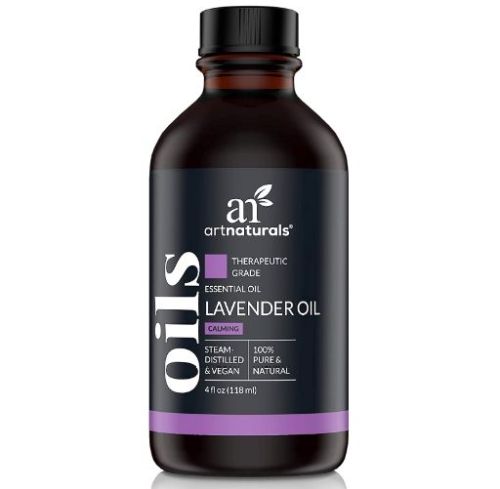 ar
artnaturals®
oils
THERAPEUTIC
GRADE
ESSENTIAL OIL
LAVENDER OIL
CALMING
STEAM-
DISTILLED
& VEGAN
100%
PURE &
NATURAL
4 fl oz (118 ml)